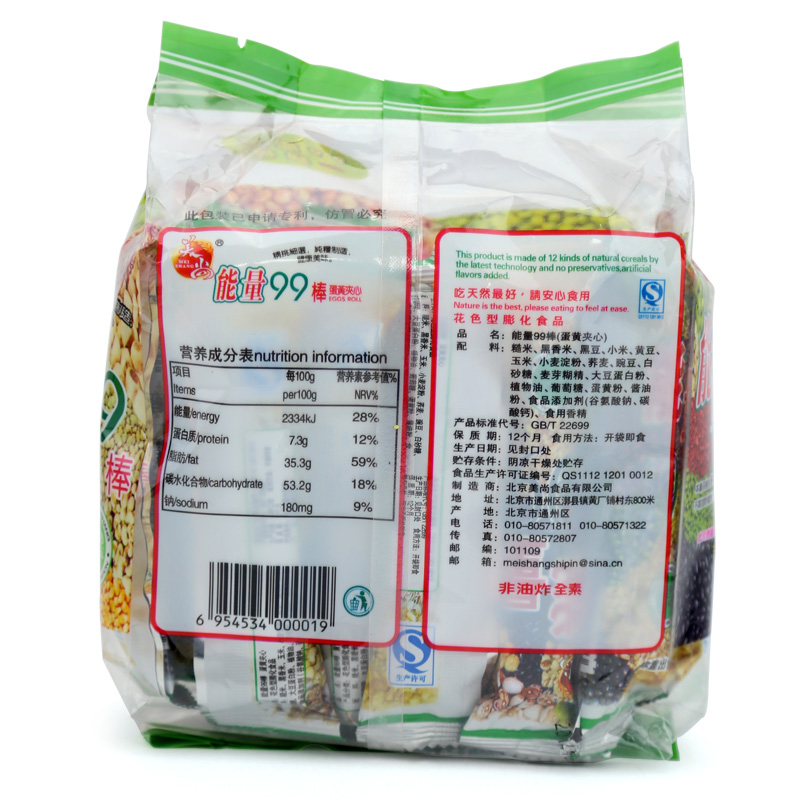 此包装已申请专利，仿冒必究
MEI SHANG
®
精挑細選，純糧制造，
健康美味。
能量99棒 蛋黃夾心
EGGS ROLL
营养成分表nutrition information
项目 每100g 营养素参考值%
Items per100g NRV%
能量/energy 2334kJ 28%
蛋白质/protein 7.3g 12%
脂肪/fat 35.3g 59%
碳水化合物/carbohydrate 53.2g 18%
钠/sodium 180mg 9%
6 954534 000019
This product is made of 12 kinds of natural cereals by
the latest technology and no preservatives,artificial
flavors added.
吃天然最好，請安心食用
Nature is the best, please eating to feel at ease.
花色型膨化食品
品名：能量99棒(蛋黄夹心)
配料：糙米、黑香米、黑豆、小米、黄豆、
玉米、小麦淀粉、荞麦、豌豆、白
砂糖、麦芽糊精、大豆蛋白粉、
植物油、葡萄糖、蛋黄粉、酱油
粉、食品添加剂(谷氨酸钠、碳
酸钙)、食用香精
产品标准代号：GB/T 22699
保质期：12个月 食用方法：开袋即食
生产日期：见封口处
贮存条件：阴凉干燥处贮存
食品生产许可证编号：QS1112 1201 0012
制造商：北京美尚食品有限公司
地址：北京市通州区漷县镇黄厂铺村东800米
产地：北京市通州区
电话：010-80571811 010-80571322
传真：010-80572807
邮编：101109
邮箱：meishangshipin@sina.cn
非油炸 全素
生产许可
棒